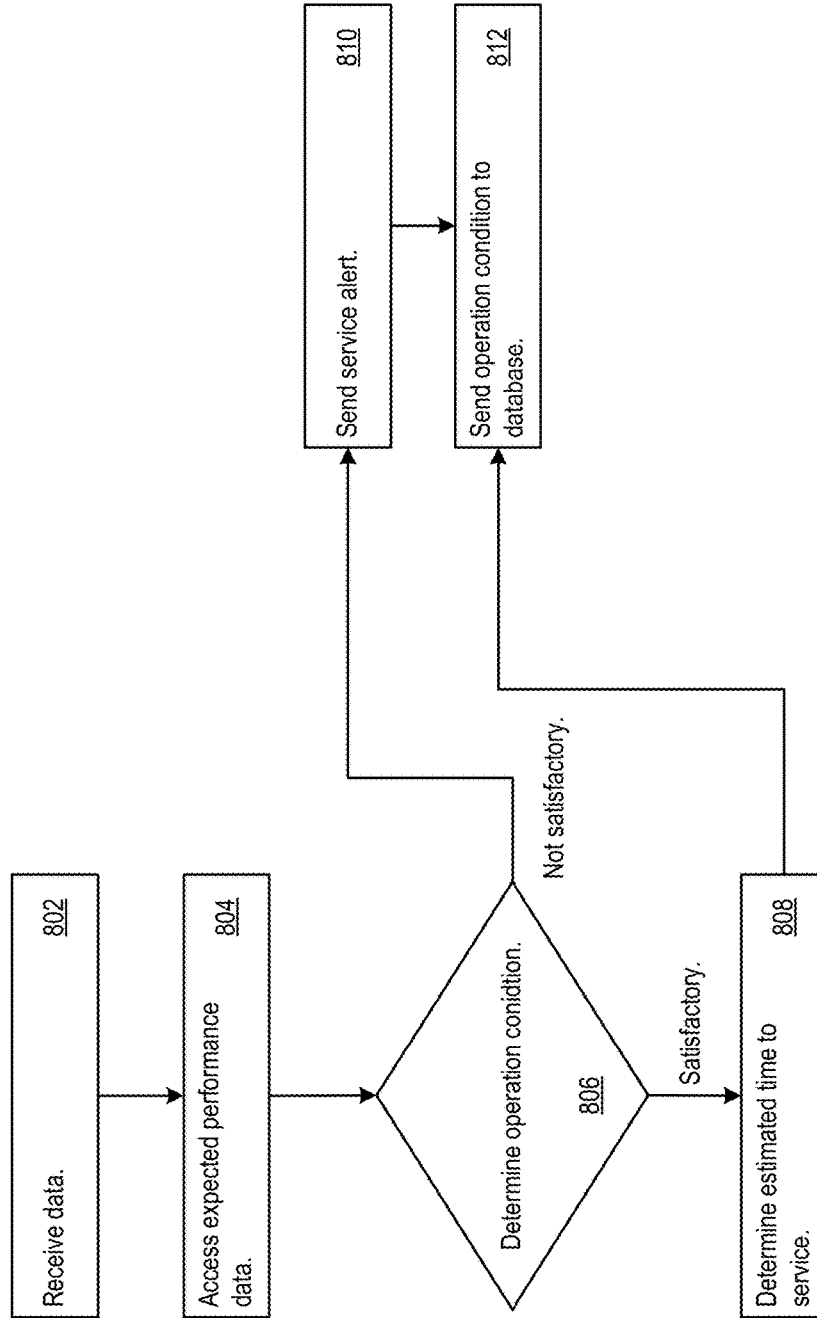 Receive data.
802
Access expected performance
data.
804
Determine operation conidtion.
806
Not satisfactory.
Satisfactory.
Determine estimated time to
service.
808
Send service alert.
810
Send operation condition to
database.
812